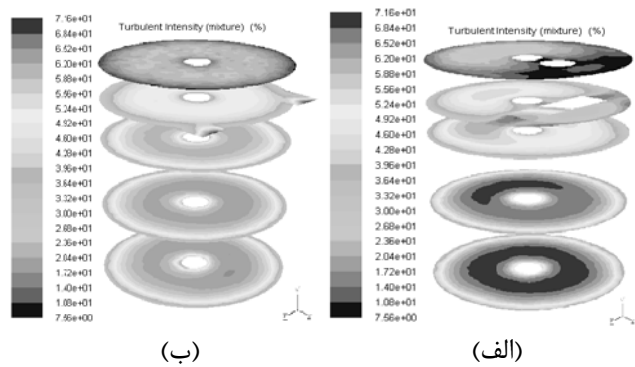 Turbulent Intensity (mixture) (%)
7.16e+01
6.84e+01
6.52e+01
6.20e+01
5.88e+01
5.56e+01
5.24e+01
4.92e+01
4.60e+01
4.28e+01
3.96e+01
3.64e+01
3.32e+01
3.00e+01
2.68e+01
2.36e+01
2.04e+01
1.72e+01
1.40e+01
1.08e+01
7.56e+00
(الف)
Turbulent Intensity (mixture) (%)
7.16e+01
6.84e+01
6.52e+01
6.20e+01
5.88e+01
5.56e+01
5.24e+01
4.92e+01
4.60e+01
4.28e+01
3.96e+01
3.64e+01
3.32e+01
3.00e+01
2.68e+01
2.36e+01
2.04e+01
1.72e+01
1.40e+01
1.08e+01
7.56e+00
(ب)